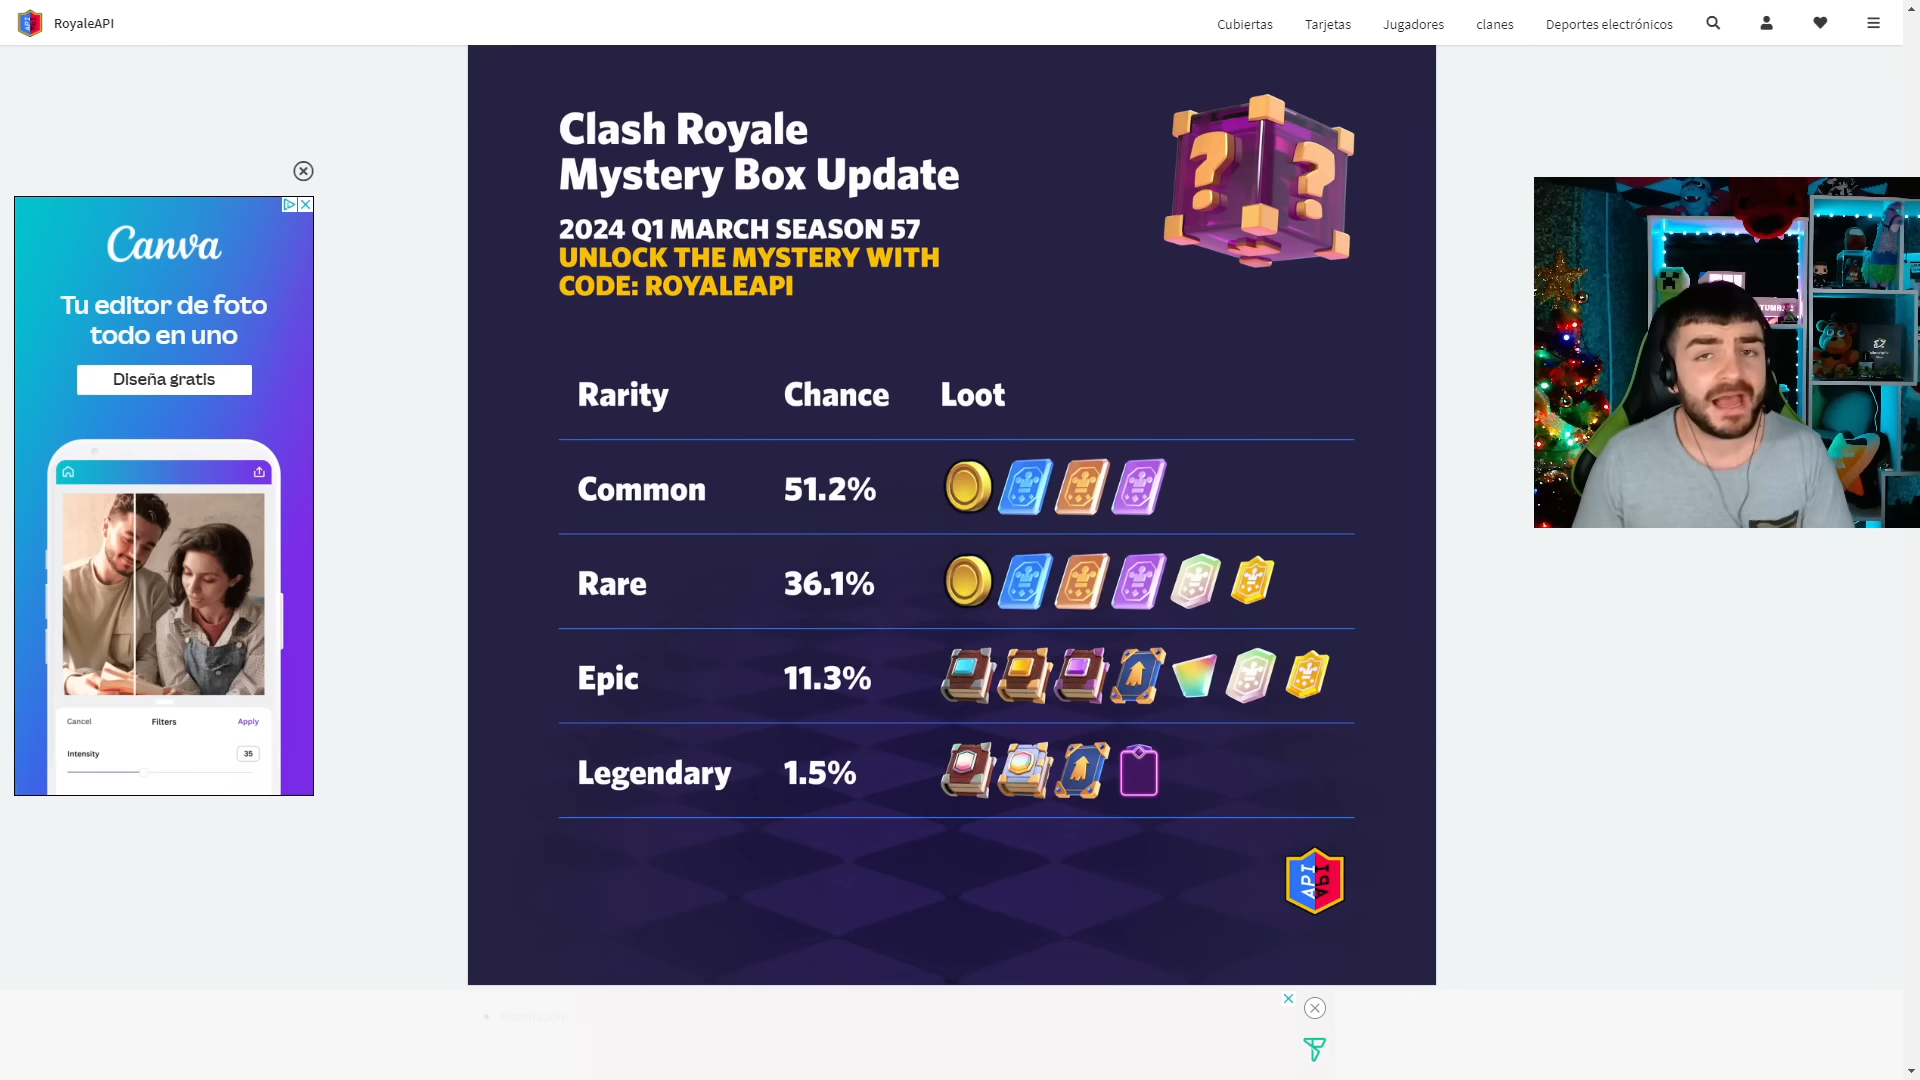 RoyaleAPI
Cubiertas
Tarjetas
Jugadores
clanes
Deportes electrónicos
Canva
Tu editor de foto
todo en uno
Diseña gratis
Cancel
Filters
Apply
Intensity
35
Clash Royale
Mystery Box Update
2024 Q1 MARCH SEASON 57
UNLOCK THE MYSTERY WITH
CODE: ROYALEAPI
? ?
Rarity Chance Loot
Common 51.2%
Rare 36.1%
Epic 11.3%
Legendary 1.5%
API
API